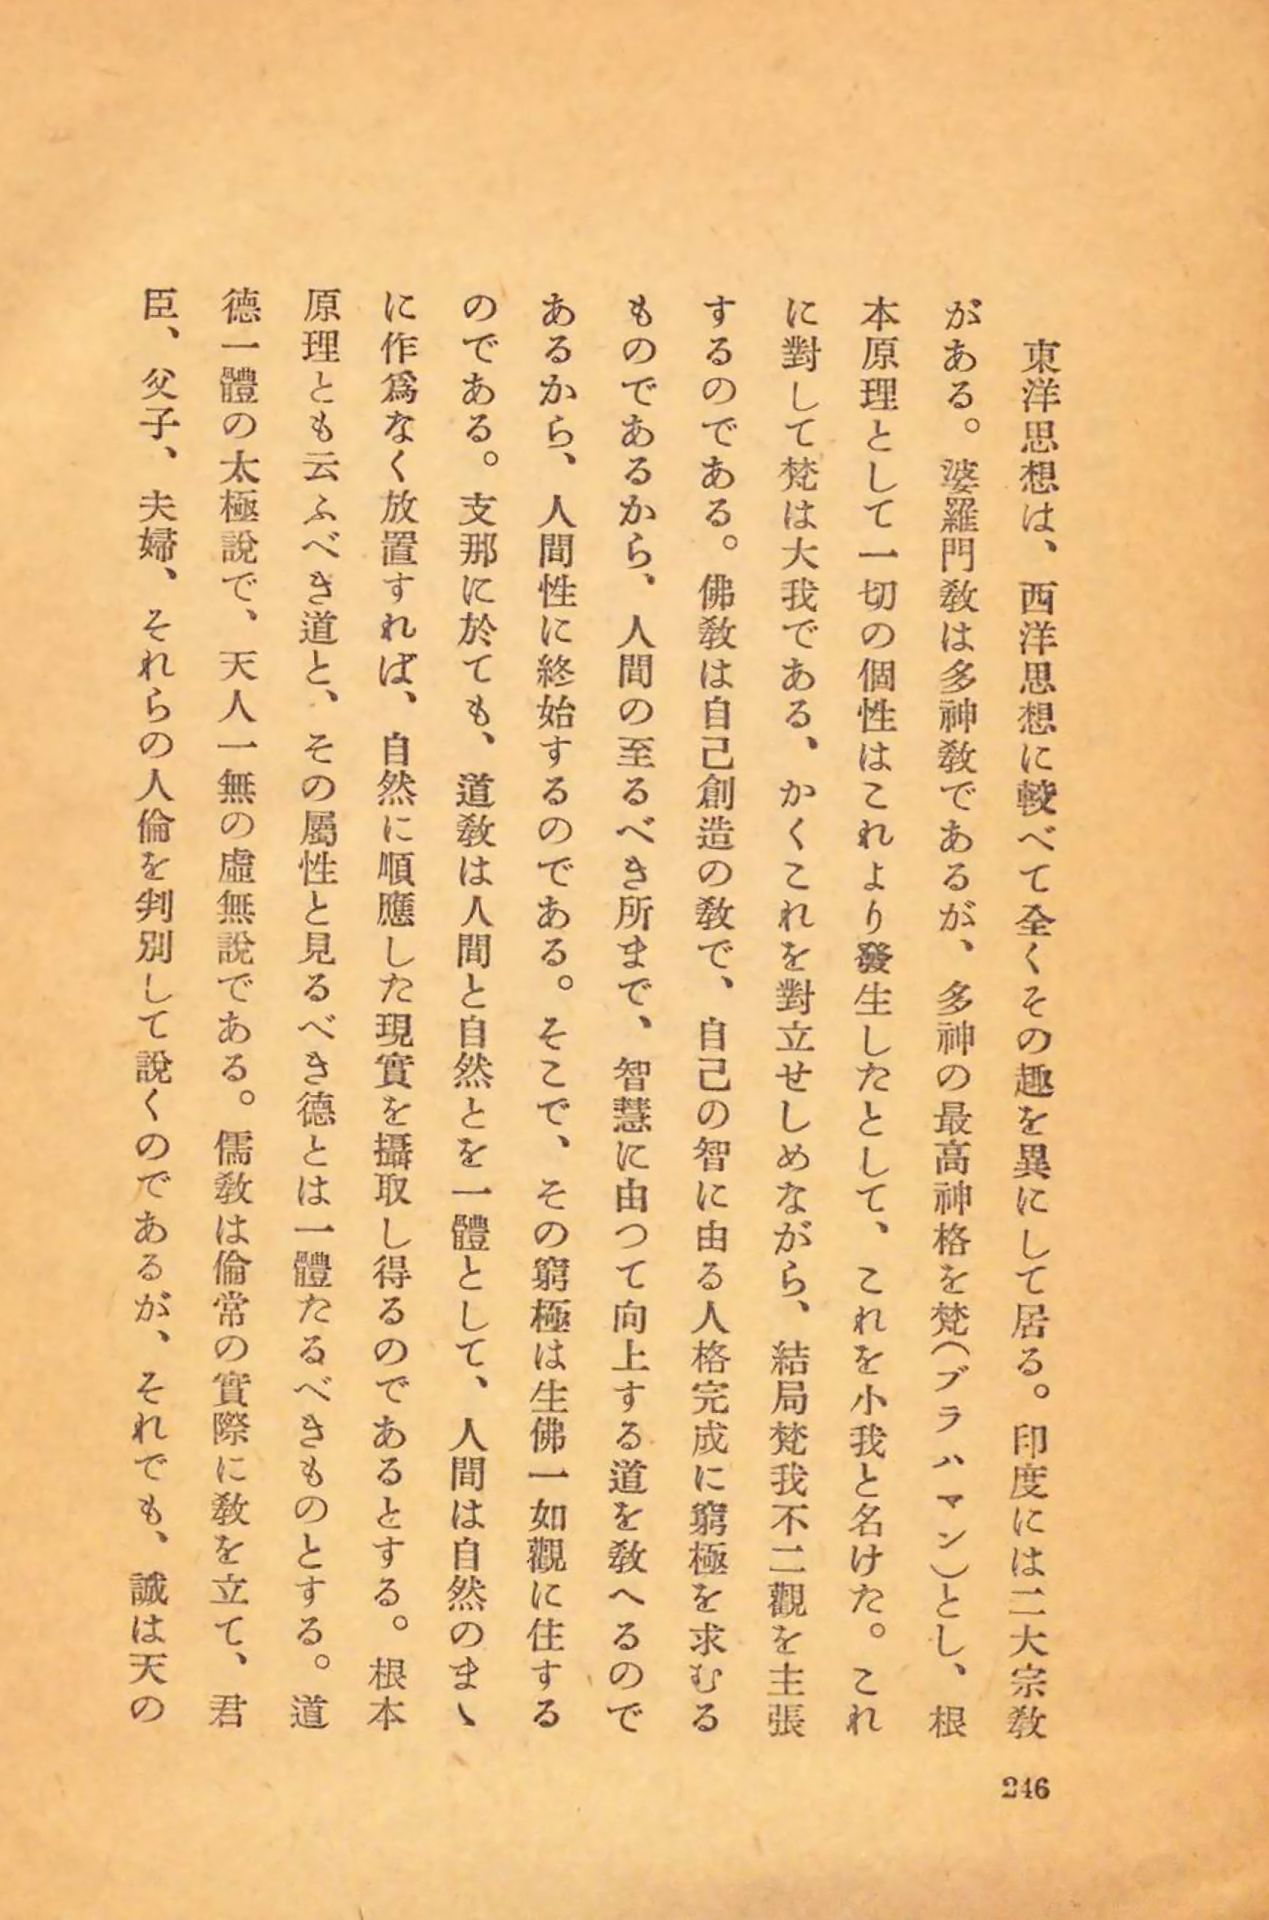 東洋思想は、西洋思想に較べて全くその趣を異にして居る。印度には二大宗敎
がある。婆羅門敎は多神敎であるが、多神の最高神格を梵(ブラハマン)とし、根
本原理として一切の個性はこれより發生したとして、これを小我と名けた。これ
に對して梵は大我である、かくこれを對立せしめながら、結局梵我不二觀を主張
するのである。佛敎は自己創造の敎で、自己の智に由る人格完成に窮極を求むる
ものであるから、人間の至るべき所まで、智慧に由つて向上する道を敎へるので
あるから、人間性に終始するのである。そこで、その窮極は生佛一如觀に住する
のである。支那に於ても、道敎は人間と自然とを一體として、人間は自然のまゝ
に作爲なく放置すれば、自然に順應した現實を攝取し得るのであるとする。根本
原理とも云ふべき道と、その屬性と見るべき德とは一體たるべきものとする。道
德一體の太極說で、天人一無の虛無說である。儒敎は倫常の實際に敎を立て、君
臣、父子、夫婦、それらの人倫を判別して說くのであるが、それでも、誠は天の
246